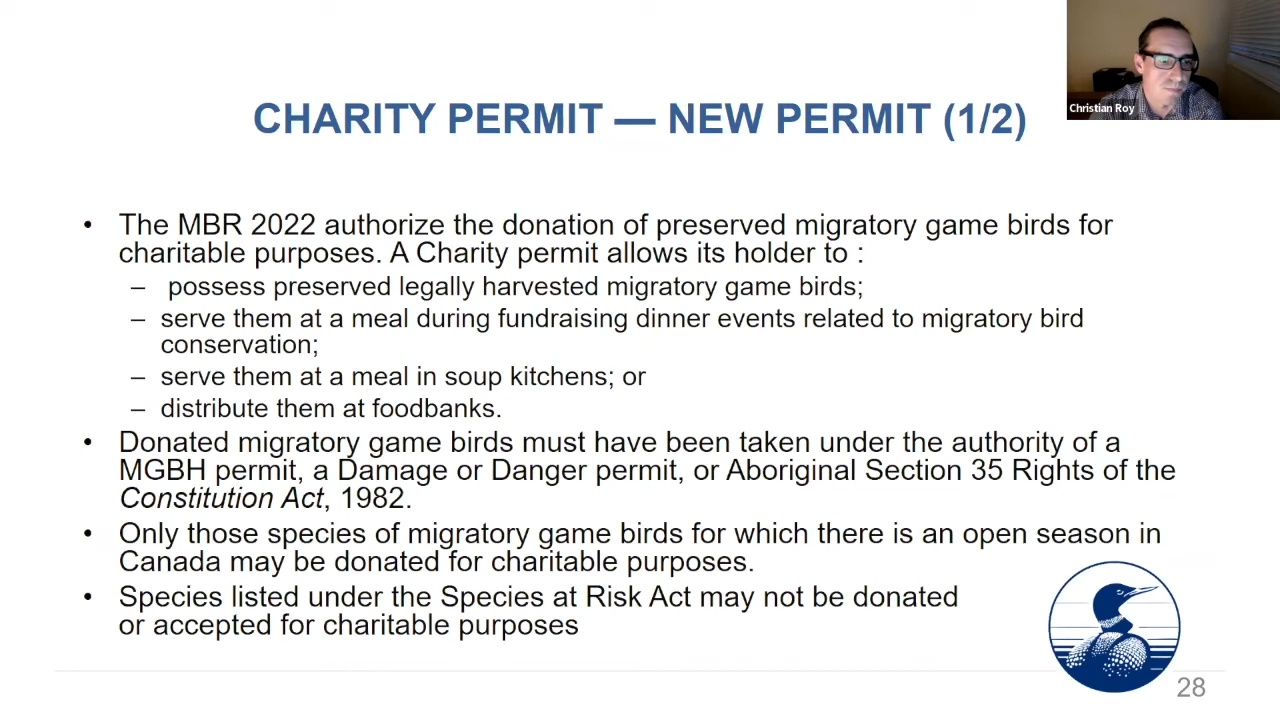 Christian Roy
CHARITY PERMIT — NEW PERMIT (1/2)
• The MBR 2022 authorize the donation of preserved migratory game birds for
charitable purposes. A Charity permit allows its holder to :
– possess preserved legally harvested migratory game birds;
– serve them at a meal during fundraising dinner events related to migratory bird
conservation;
– serve them at a meal in soup kitchens; or
– distribute them at foodbanks.
• Donated migratory game birds must have been taken under the authority of a
MGBH permit, a Damage or Danger permit, or Aboriginal Section 35 Rights of the
Constitution Act, 1982.
• Only those species of migratory game birds for which there is an open season in
Canada may be donated for charitable purposes.
• Species listed under the Species at Risk Act may not be donated
or accepted for charitable purposes
28